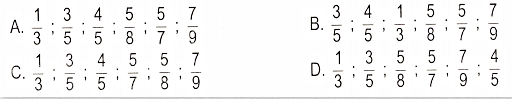 A. 1/3 ; 3/5 ; 4/5 ; 5/8 ; 5/7 ; 7/9 B. 3/5 ; 4/5 ; 1/3 ; 5/8 ; 5/7 ; 7/9
C. 1/3 ; 3/5 ; 4/5 ; 5/7 ; 5/8 ; 7/9 D. 1/3 ; 3/5 ; 5/8 ; 5/7 ; 7/9 ; 4/5